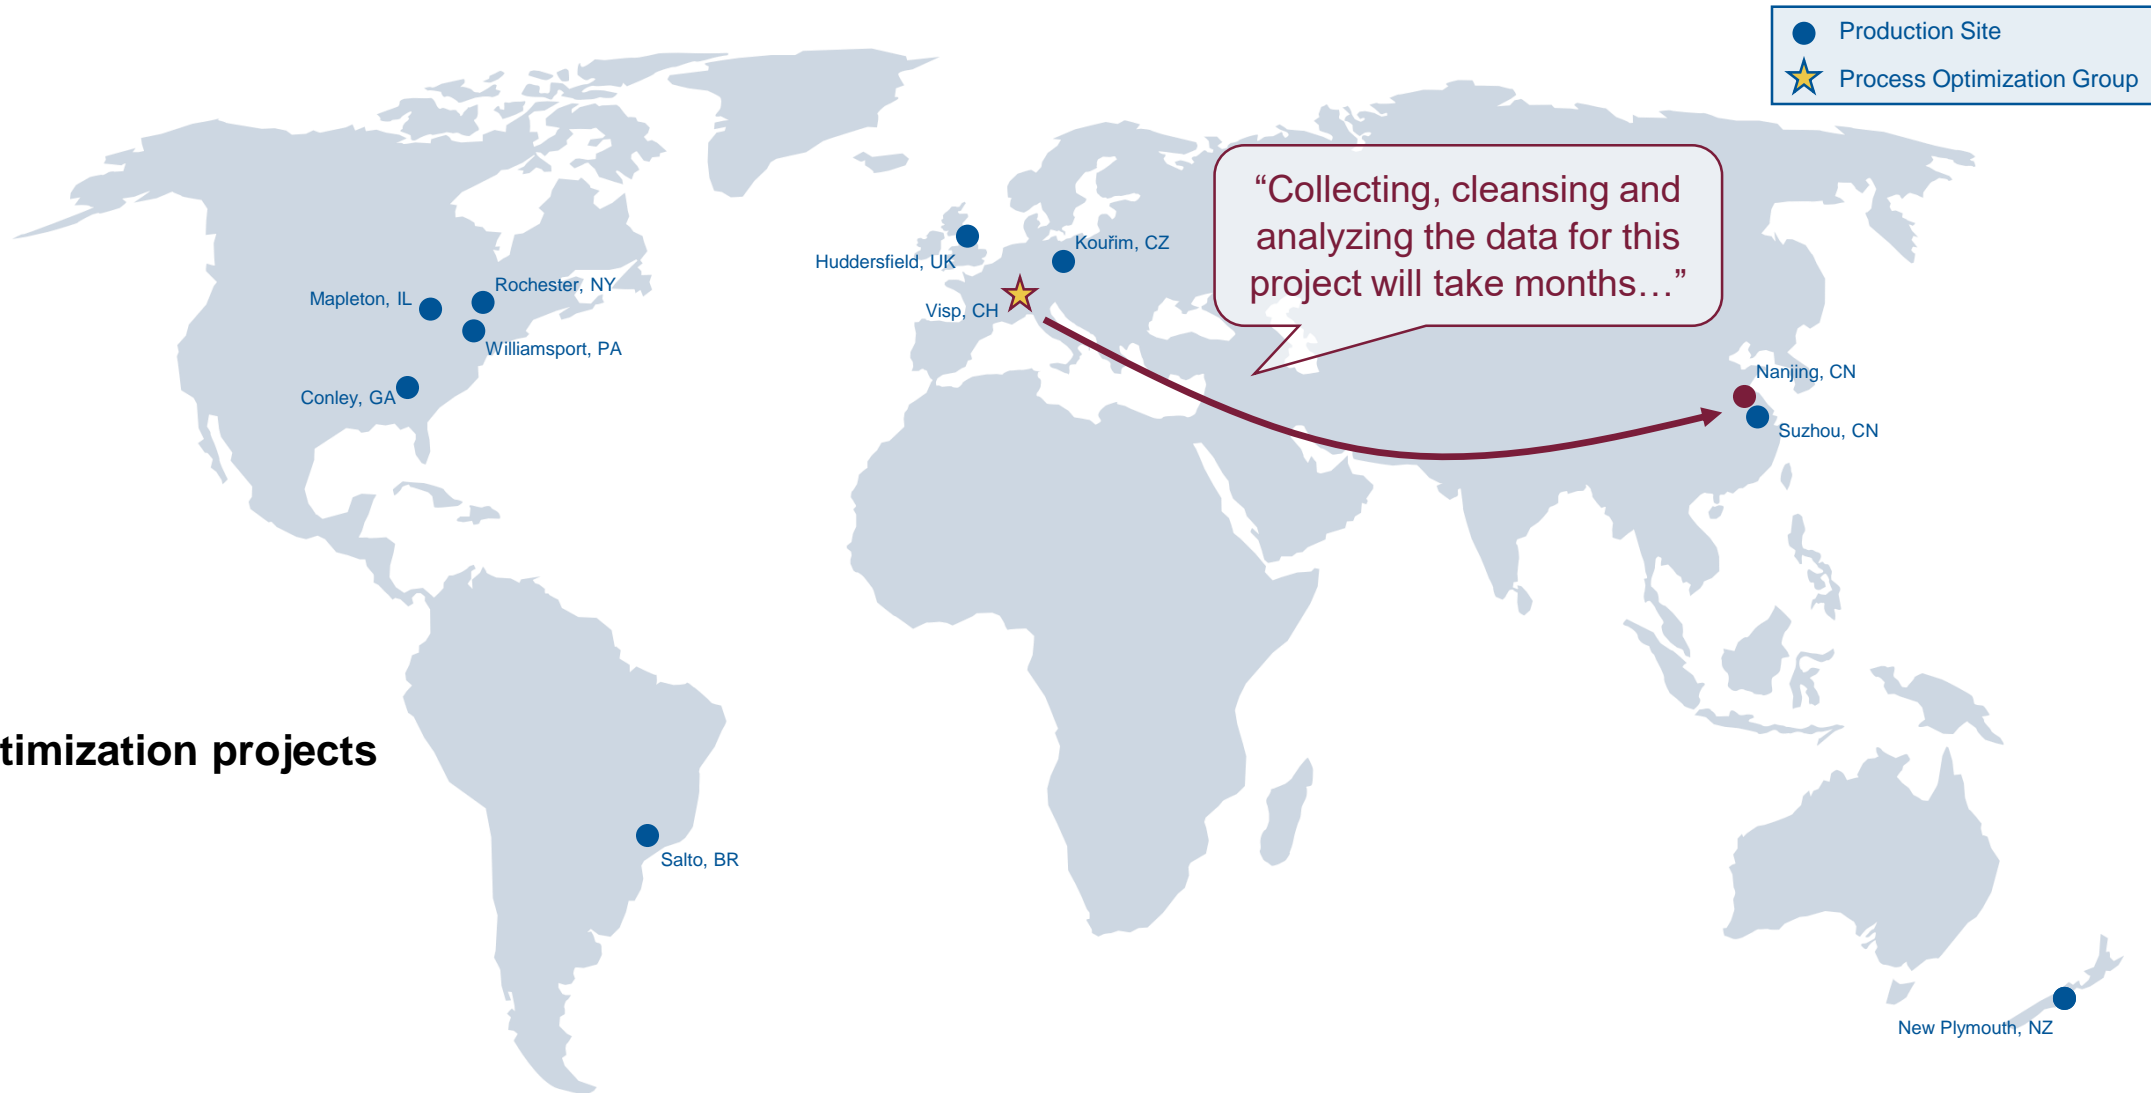 Production Site
Process Optimization Group
“Collecting, cleansing and
analyzing the data for this
project will take months…”
Huddersfield, UK
Kouřim, CZ
Visp, CH
Rochester, NY
Mapleton, IL
Williamsport, PA
Conley, GA
Nanjing, CN
Suzhou, CN
timization projects
Salto, BR
New Plymouth, NZ